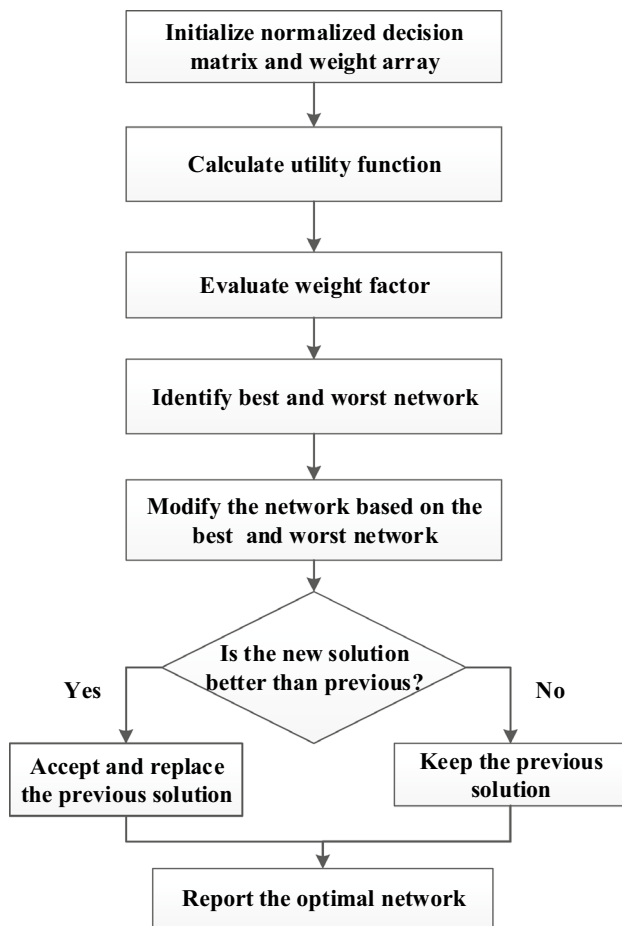 Initialize normalized decision
matrix and weight array
Calculate utility function
Evaluate weight factor
Identify best and worst network
Modify the network based on the
best and worst network
Is the new solution
better than previous?
Yes
No
Accept and replace
the previous solution
Keep the previous
solution
Report the optimal network